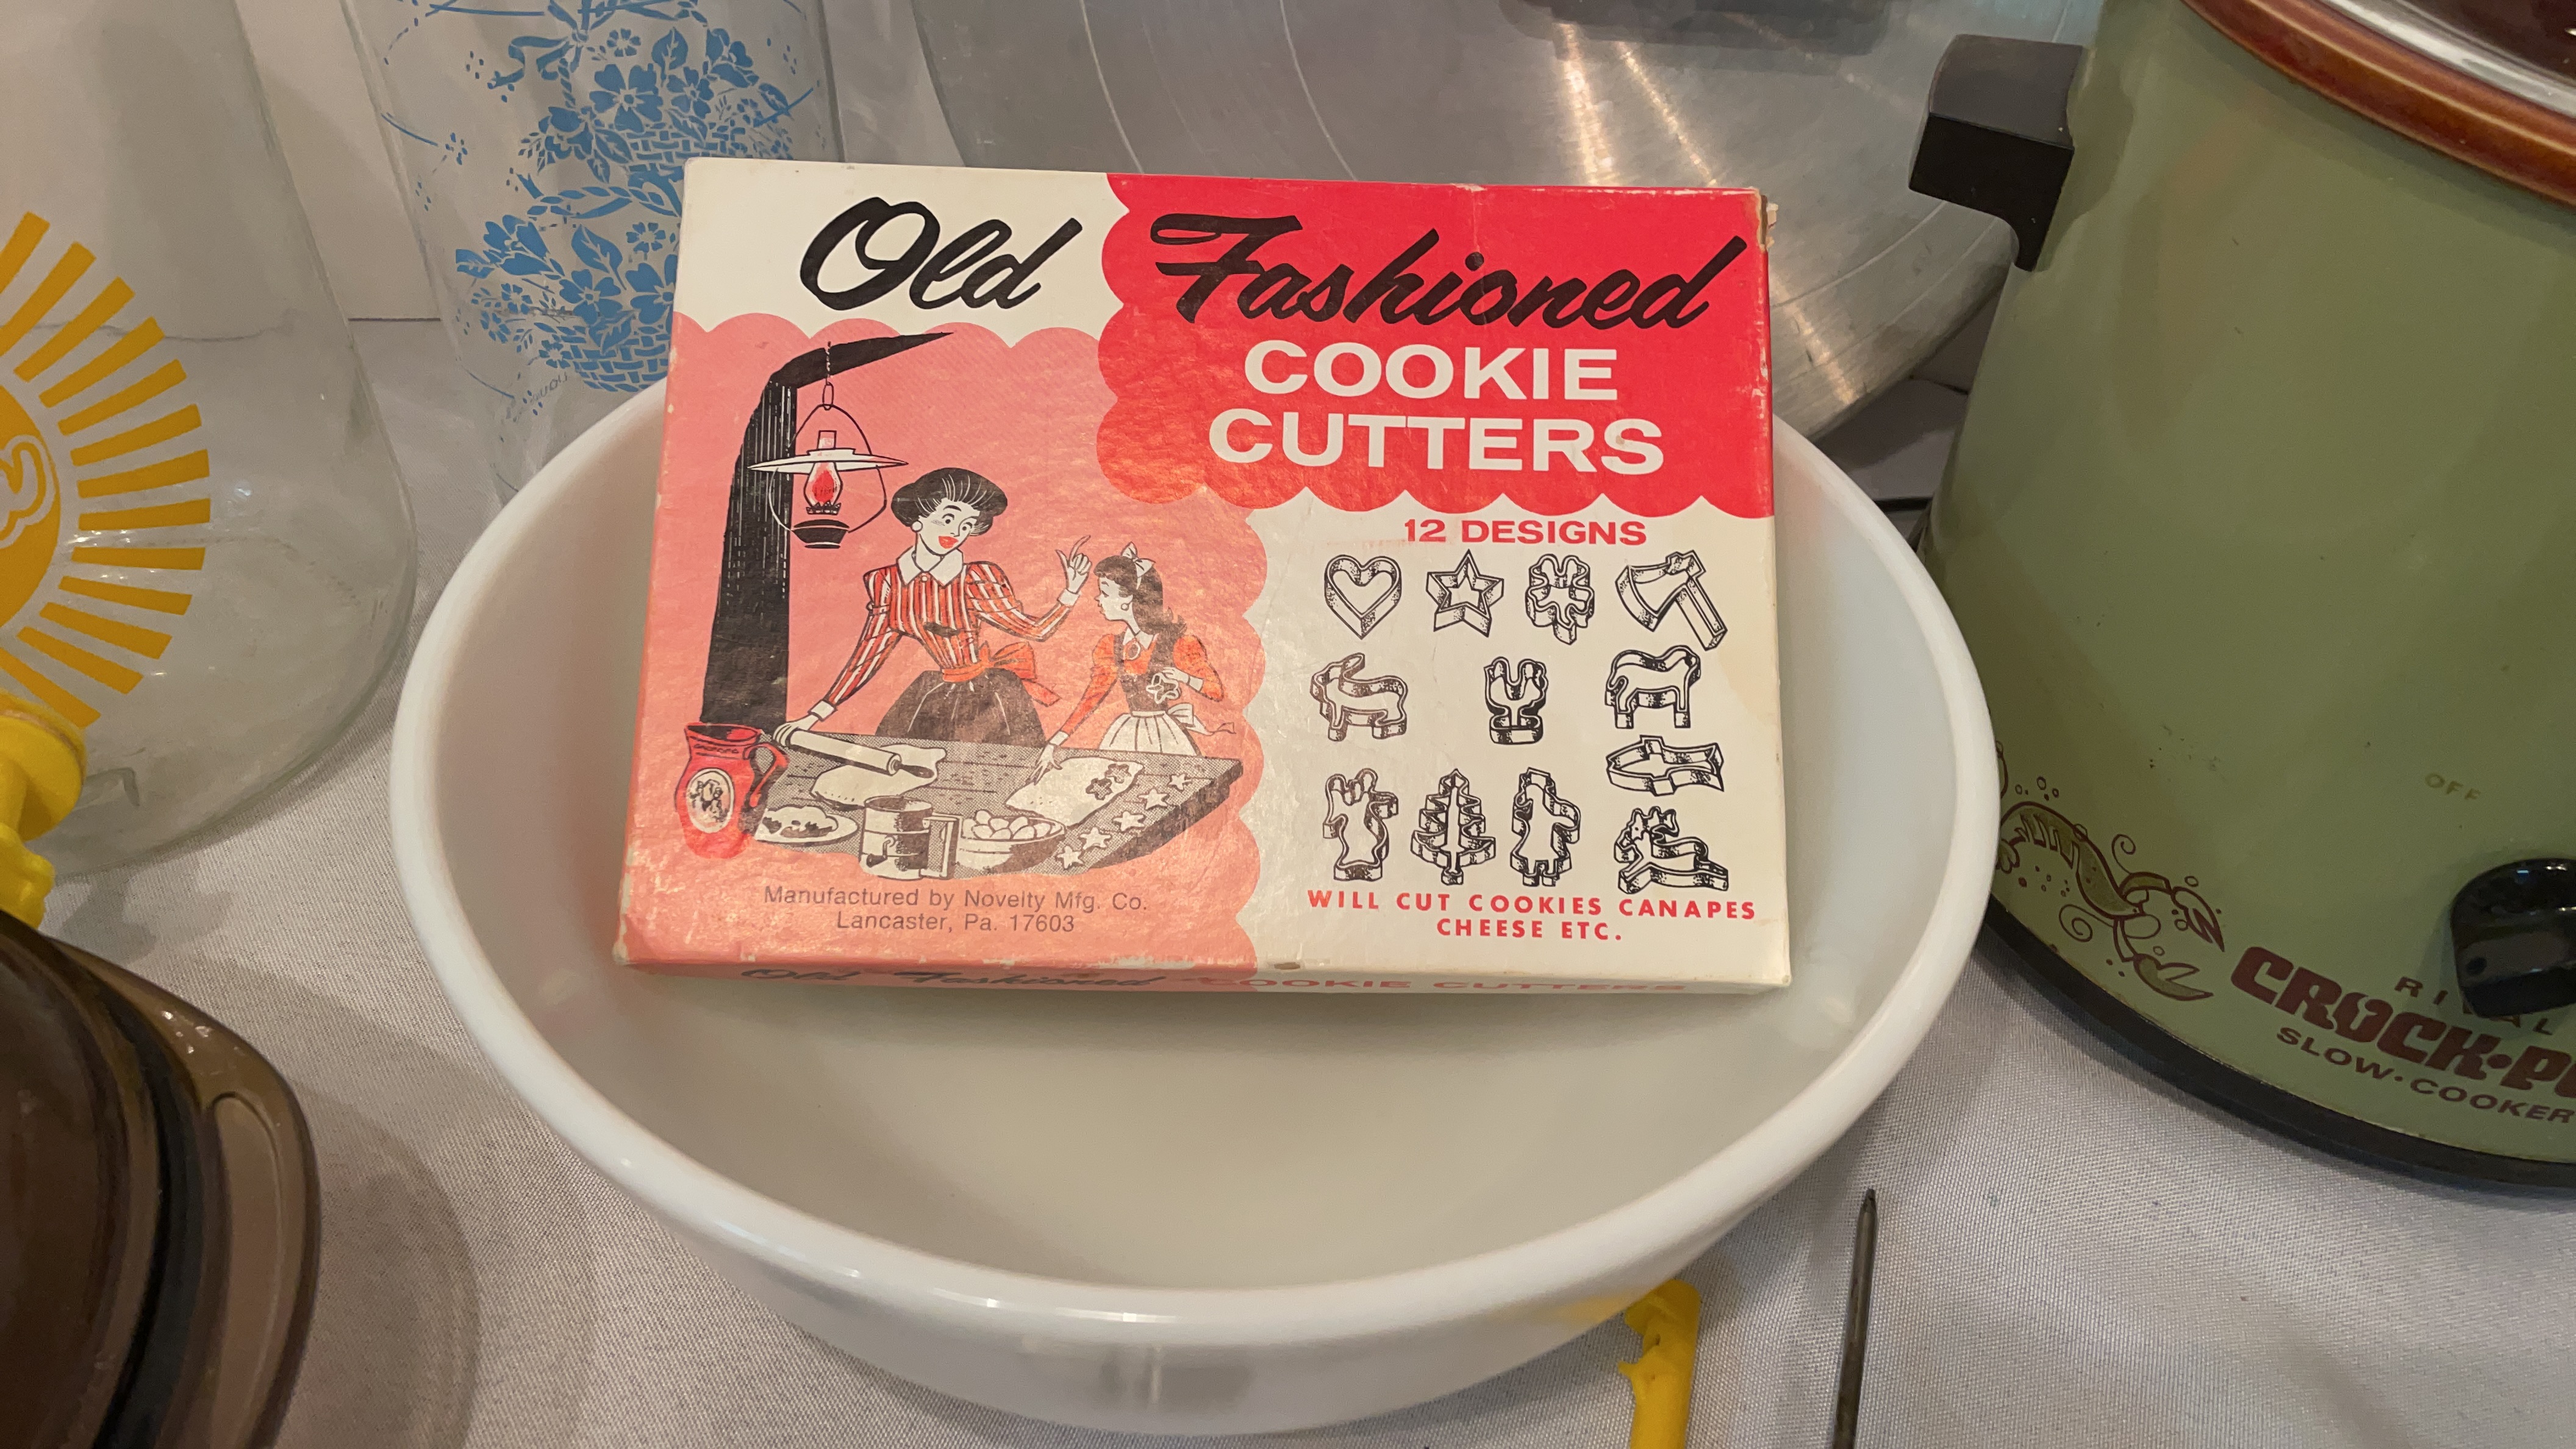 Old Fashioned
COOKIE
CUTTERS
12 DESIGNS
WILL CUT COOKIES CANAPES
CHEESE ETC.
Manufactured by Novelty Mfg. Co.
Lancaster, Pa. 17603
Old Fashioned COOKIE CUTTERS
OFF
CROCK-P
SLOW-COOKER